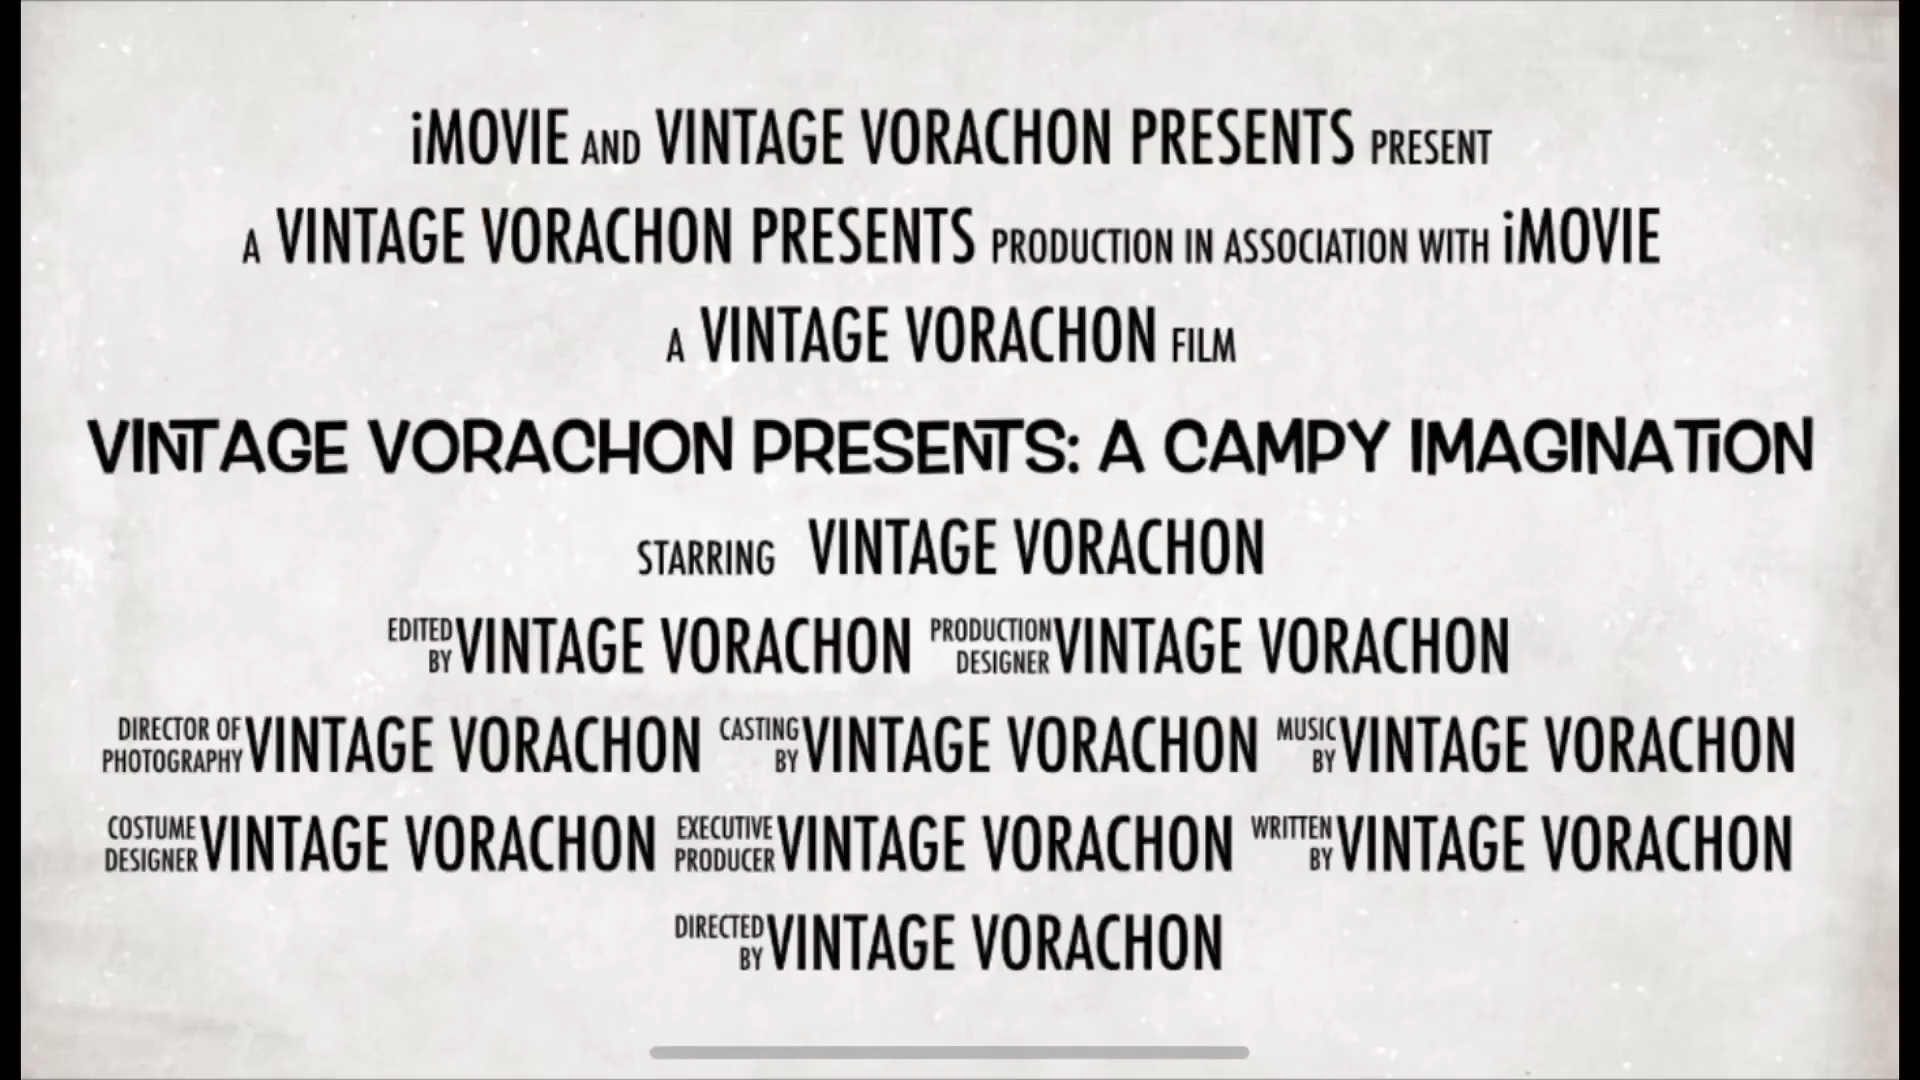 iMOVIE AND VINTAGE VORACHON PRESENTS PRESENT
A VINTAGE VORACHON PRESENTS PRODUCTION IN ASSOCIATION WITH iMOVIE
A VINTAGE VORACHON FILM
VINTAGE VORACHON PRESENTS: A CAMPY IMAGINATION
STARRING VINTAGE VORACHON
EDITED BY VINTAGE VORACHON PRODUCTION DESIGNER VINTAGE VORACHON
DIRECTOR OF PHOTOGRAPHY VINTAGE VORACHON CASTING BY VINTAGE VORACHON MUSIC BY VINTAGE VORACHON
COSTUME DESIGNER VINTAGE VORACHON EXECUTIVE PRODUCER VINTAGE VORACHON WRITTEN BY VINTAGE VORACHON
DIRECTED BY VINTAGE VORACHON